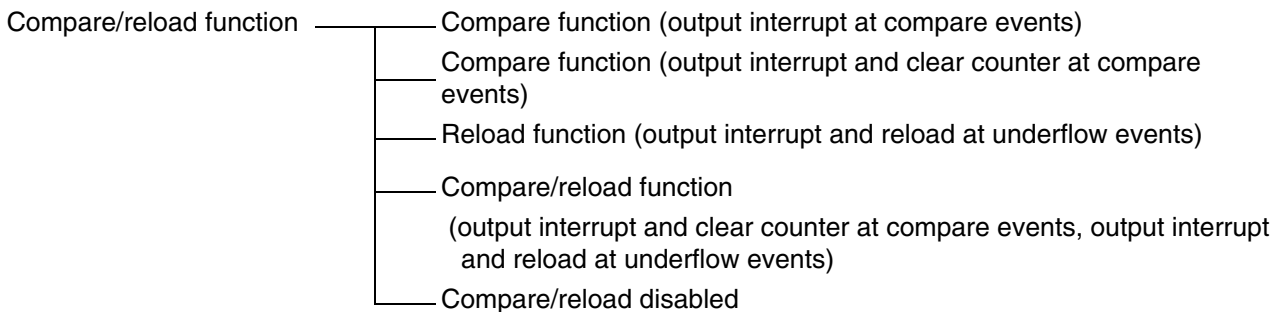 Compare/reload function
Compare function (output interrupt at compare events)
Compare function (output interrupt and clear counter at compare
events)
Reload function (output interrupt and reload at underflow events)
Compare/reload function
(output interrupt and clear counter at compare events, output interrupt
and reload at underflow events)
Compare/reload disabled